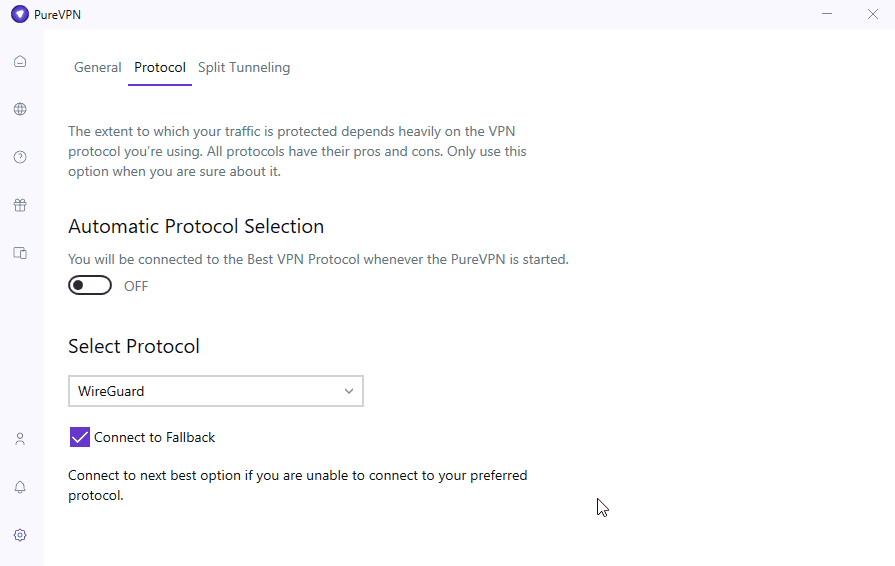 PureVPN
General Protocol Split Tunneling
The extent to which your traffic is protected depends heavily on the VPN
protocol you're using. All protocols have their pros and cons. Only use this
option when you are sure about it.
Automatic Protocol Selection
You will be connected to the Best VPN Protocol whenever the PureVPN is started.
OFF
Select Protocol
WireGuard
Connect to Fallback
Connect to next best option if you are unable to connect to your preferred
protocol.